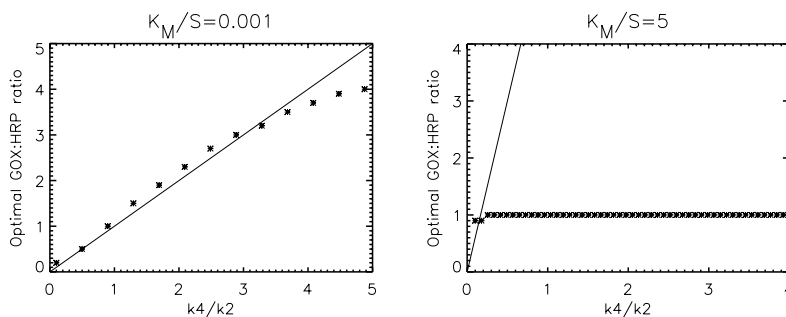 K_M/S=0.001
Optimal GOX:HRP ratio
5
4
3
2
1
0
0 1 2 3 4 5
k4/k2
K_M/S=5
Optimal GOX:HRP ratio
4
3
2
1
0
0 1 2 3 4
k4/k2